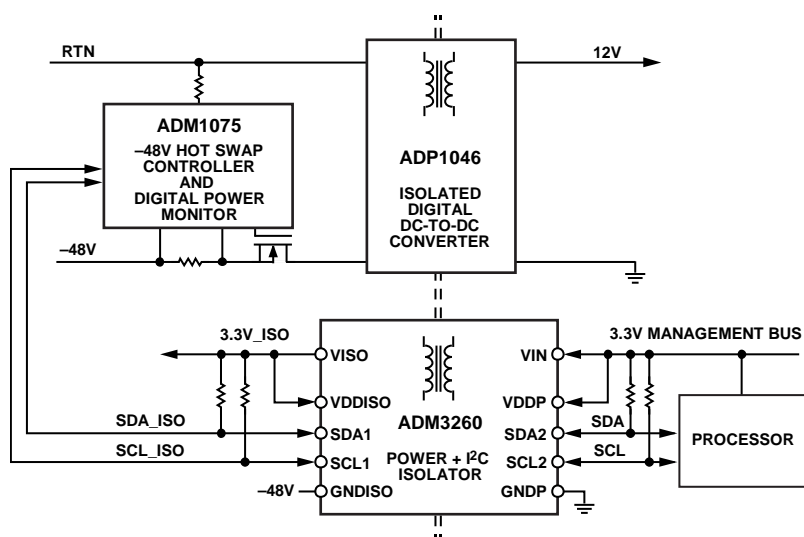 RTN
12V
ADM1075
–48V HOT SWAP
CONTROLLER
AND
DIGITAL POWER
MONITOR
ADP1046
ISOLATED
DIGITAL
DC-TO-DC
CONVERTER
–48V
3.3V_ISO
VISO
VIN
3.3V MANAGEMENT BUS
VDDISO
VDDP
ADM3260
SDA_ISO
SDA1
SDA2
SDA
PROCESSOR
POWER + I²C
ISOLATOR
SCL_ISO
SCL1
SCL2
SCL
–48V
GNDISO
GNDP